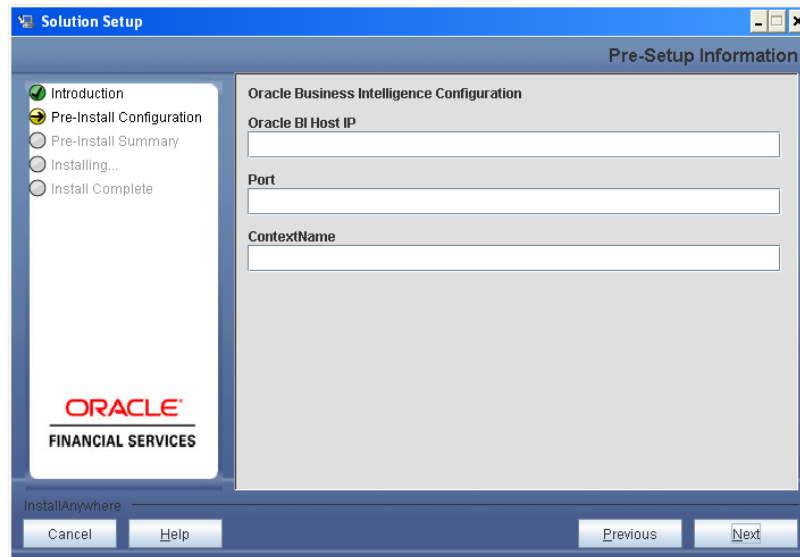 Solution Setup
Pre-Setup Information
Introduction
Pre-Install Configuration
Pre-Install Summary
Installing...
Install Complete
ORACLE
FINANCIAL SERVICES
Oracle Business Intelligence Configuration
Oracle BI Host IP
Port
ContextName
InstallAnywhere
Cancel
Help
Previous
Next